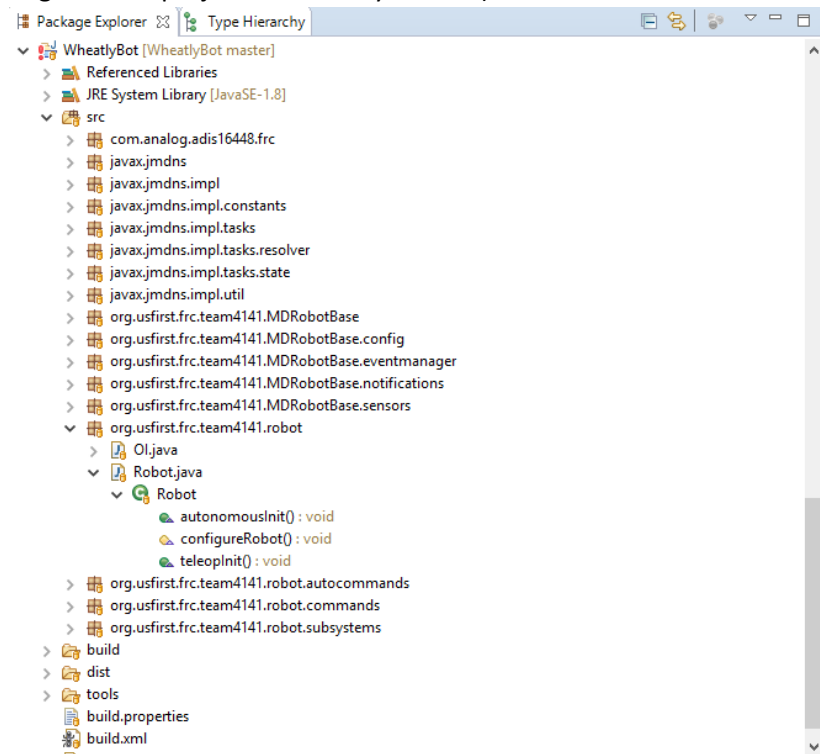 Package Explorer Type Hierarchy
WheatlyBot [WheatlyBot master]
Referenced Libraries
JRE System Library [JavaSE-1.8]
src
com.analog.adis16448.frc
javax.jmdns
javax.jmdns.impl
javax.jmdns.impl.constants
javax.jmdns.impl.tasks
javax.jmdns.impl.tasks.resolver
javax.jmdns.impl.tasks.state
javax.jmdns.impl.util
org.usfirst.frc.team4141.MDRobotBase
org.usfirst.frc.team4141.MDRobotBase.config
org.usfirst.frc.team4141.MDRobotBase.eventmanager
org.usfirst.frc.team4141.MDRobotBase.notifications
org.usfirst.frc.team4141.MDRobotBase.sensors
org.usfirst.frc.team4141.robot
OI.java
Robot.java
Robot
autonomousInit() : void
configureRobot() : void
teleopInit() : void
org.usfirst.frc.team4141.robot.autocommands
org.usfirst.frc.team4141.robot.commands
org.usfirst.frc.team4141.robot.subsystems
build
dist
tools
build.properties
build.xml